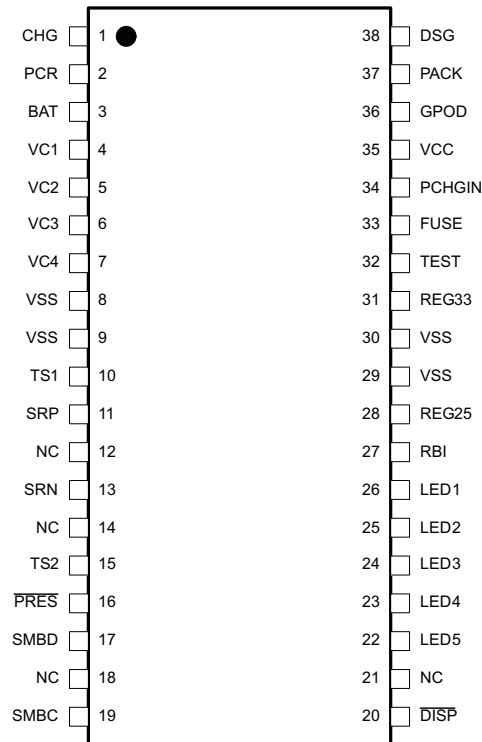 CHG 1 38 DSG
PCR 2 37 PACK
BAT 3 36 GPOD
VC1 4 35 VCC
VC2 5 34 PCHGIN
VC3 6 33 FUSE
VC4 7 32 TEST
VSS 8 31 REG33
VSS 9 30 VSS
TS1 10 29 VSS
SRP 11 28 REG25
NC 12 27 RBI
SRN 13 26 LED1
NC 14 25 LED2
TS2 15 24 LED3
PRES 16 23 LED4
SMBD 17 22 LED5
NC 18 21 NC
SMBC 19 20 DISP